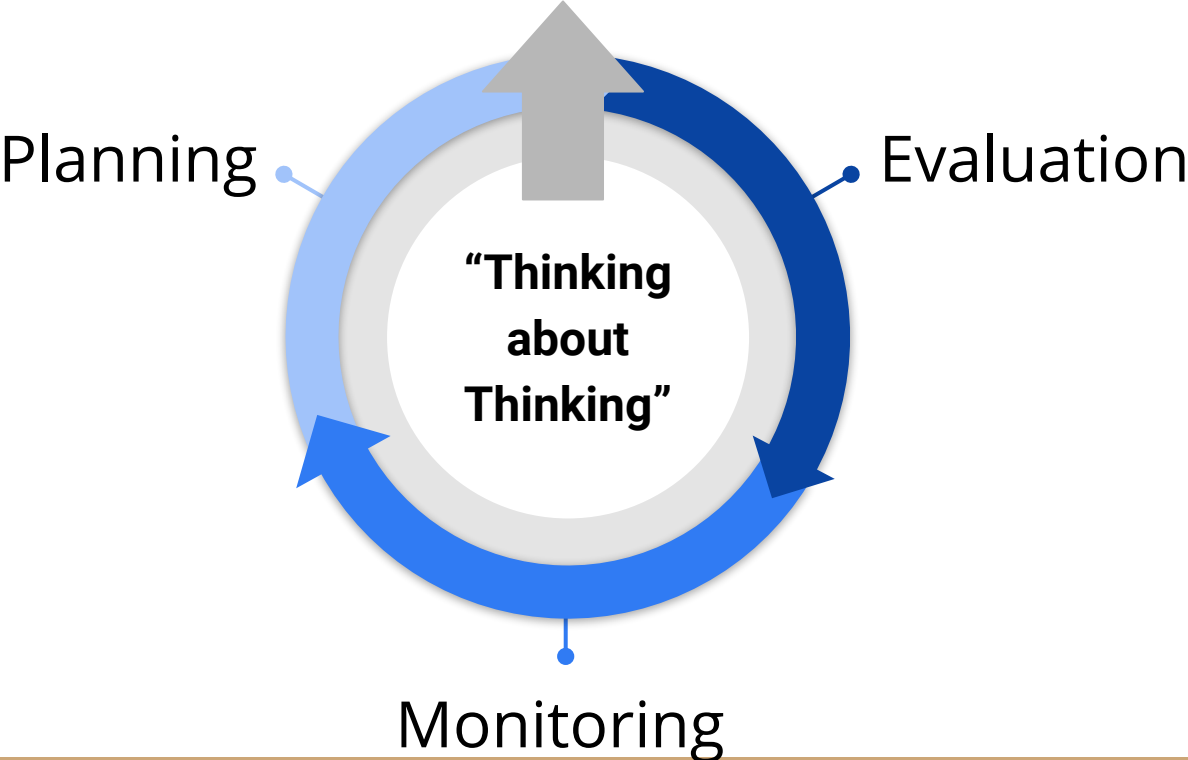 Planning
Evaluation
“Thinking
about
Thinking”
Monitoring